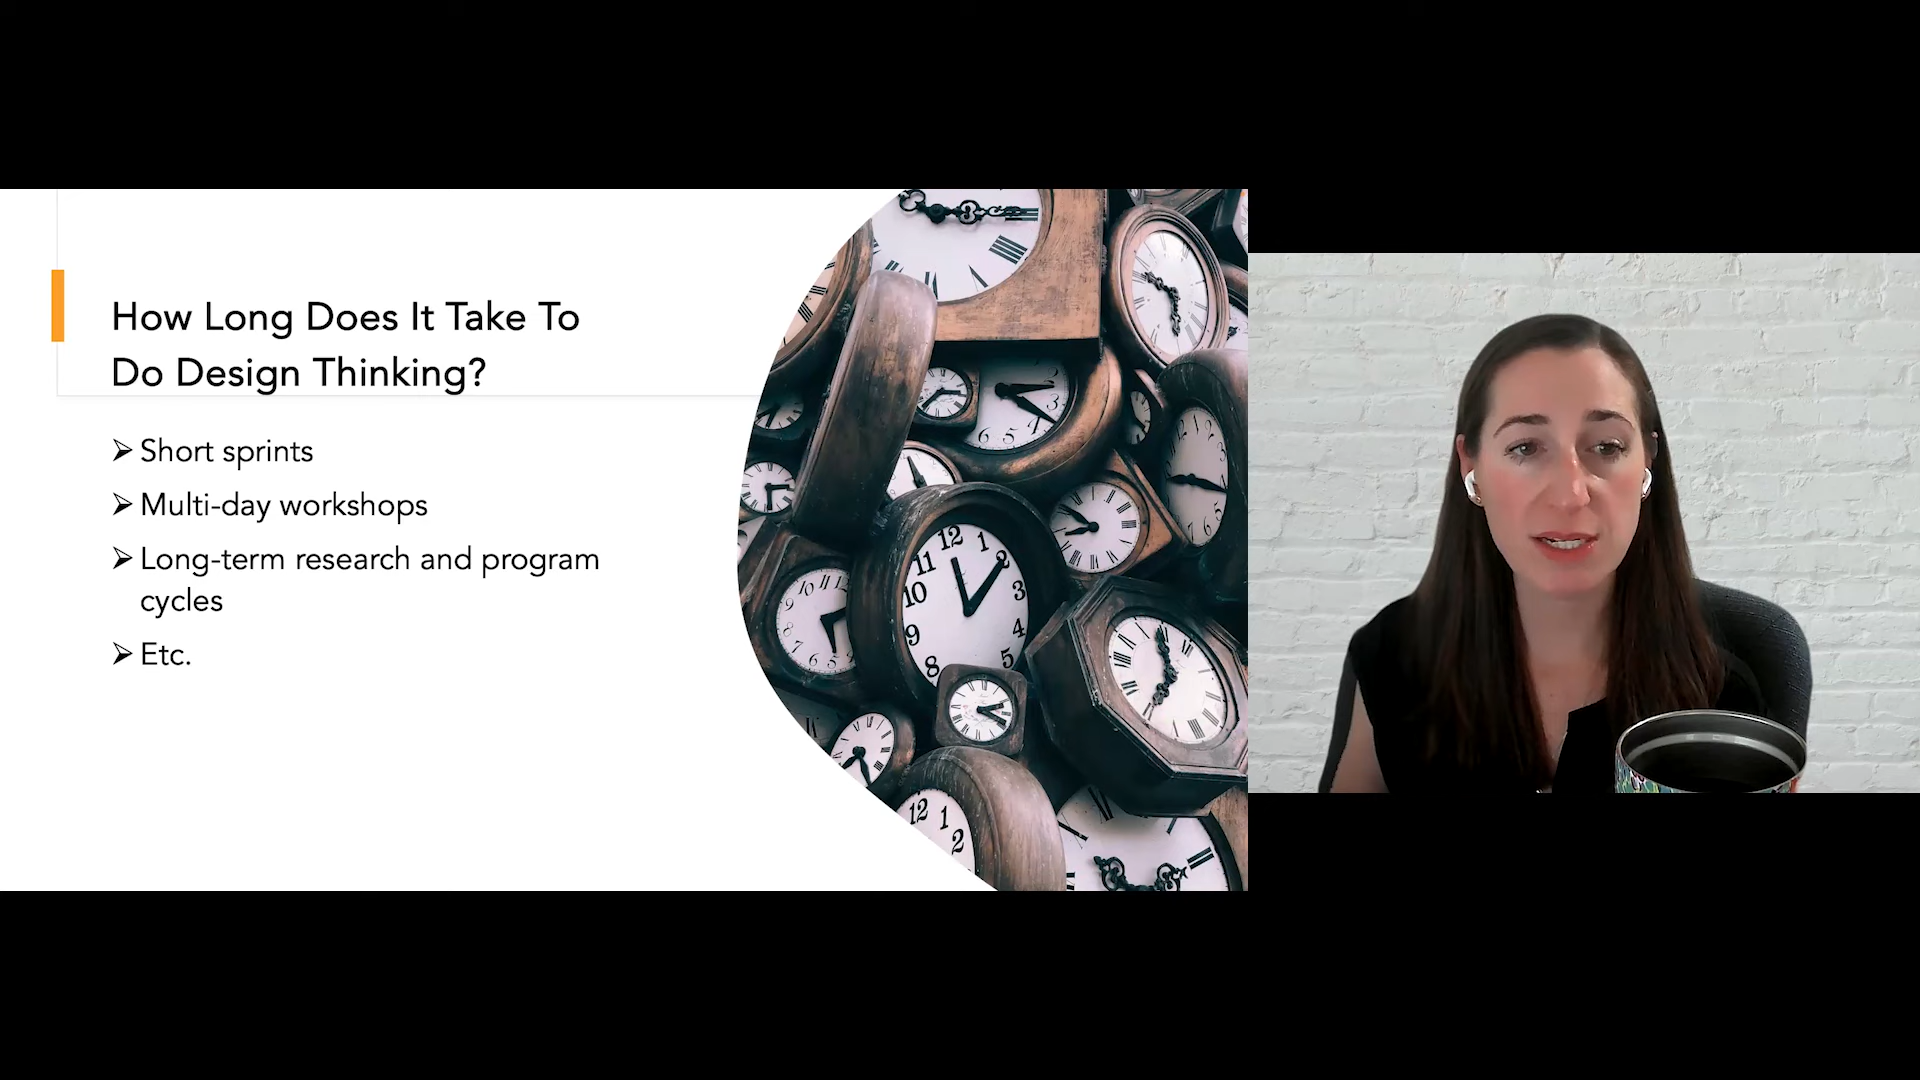 How Long Does It Take To
Do Design Thinking?
Short sprints
Multi-day workshops
Long-term research and program
cycles
Etc.